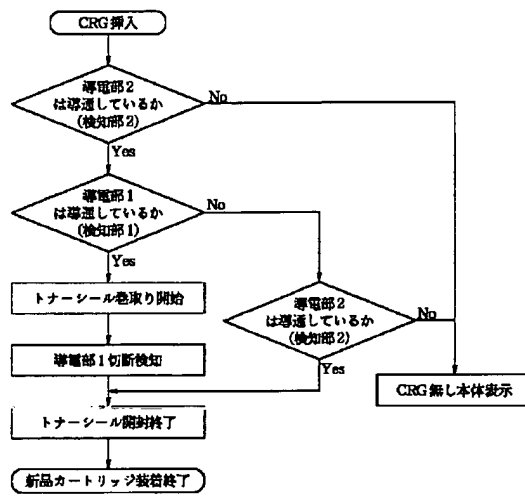 CRG挿入
導電部2
は導通しているか
(検知部2)
No
Yes
導電部1
は導通しているか
(検知部1)
No
Yes
トナーシール巻取り開始
導電部2
は導通しているか
(検知部2)
No
Yes
導電部1切断検知
CRG無し本体表示
トナーシール開封終了
新品カートリッジ装着終了